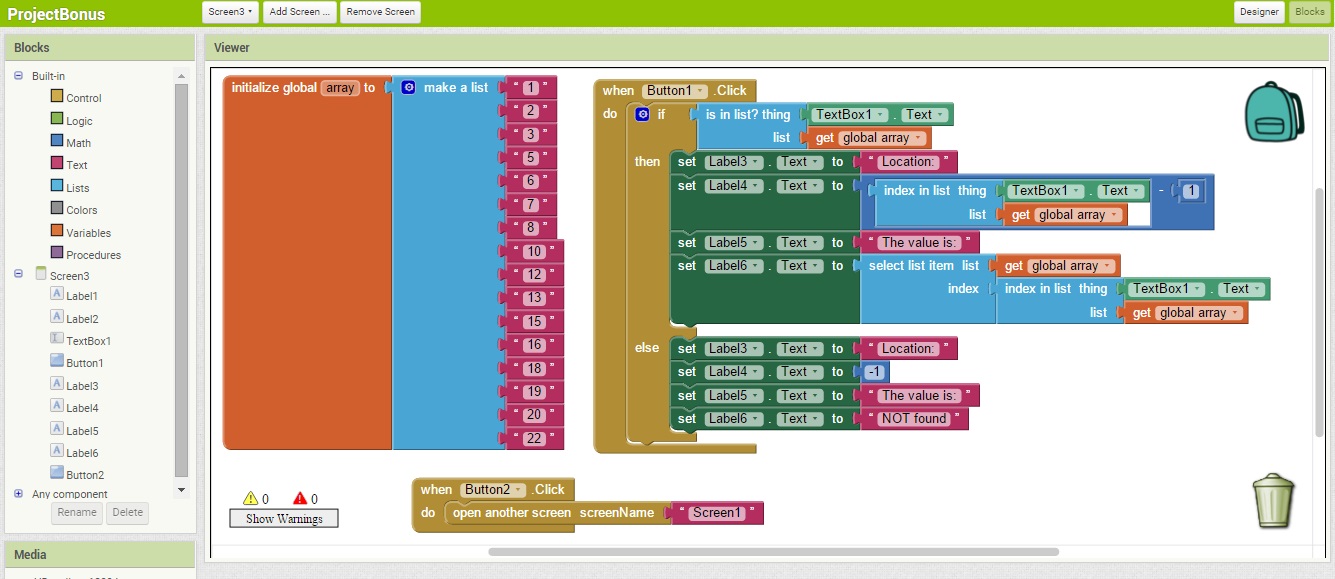 ProjectBonus Screen3 Add Screen ... Remove Screen Designer Blocks
Blocks
Built-in
Control
Logic
Math
Text
Lists
Colors
Variables
Procedures
Screen3
Label1
Label2
TextBox1
Button1
Label3
Label4
Label5
Label6
Button2
Any component
Rename Delete
Media
Viewer
initialize global array to make a list " 1 "
" 2 "
" 3 "
" 5 "
" 6 "
" 7 "
" 8 "
" 10 "
" 12 "
" 13 "
" 15 "
" 16 "
" 18 "
" 19 "
" 20 "
" 22 "
when Button1 .Click
do if is in list? thing TextBox1 . Text
list get global array
then set Label3 . Text to " Location: "
set Label4 . Text to index in list thing TextBox1 . Text - 1
list get global array
set Label5 . Text to " The value is: "
set Label6 . Text to select list item list get global array
index index in list thing TextBox1 . Text
list get global array
else set Label3 . Text to " Location: "
set Label4 . Text to -1
set Label5 . Text to " The value is: "
set Label6 . Text to " NOT found "
0 0
Show Warnings
when Button2 .Click
do open another screen screenName " Screen1 "